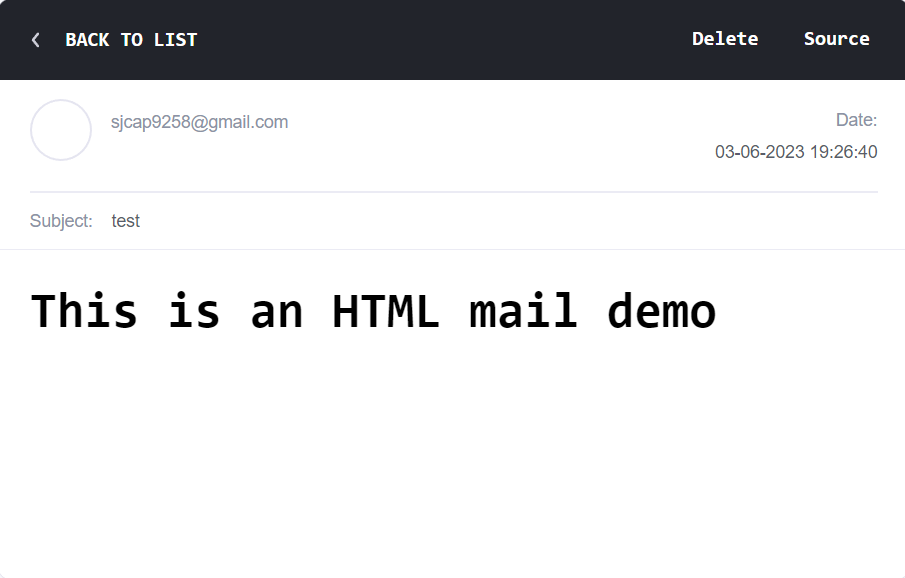 BACK TO LIST
Delete
Source
sjcap9258@gmail.com
Date:
03-06-2023 19:26:40
Subject: test
This is an HTML mail demo